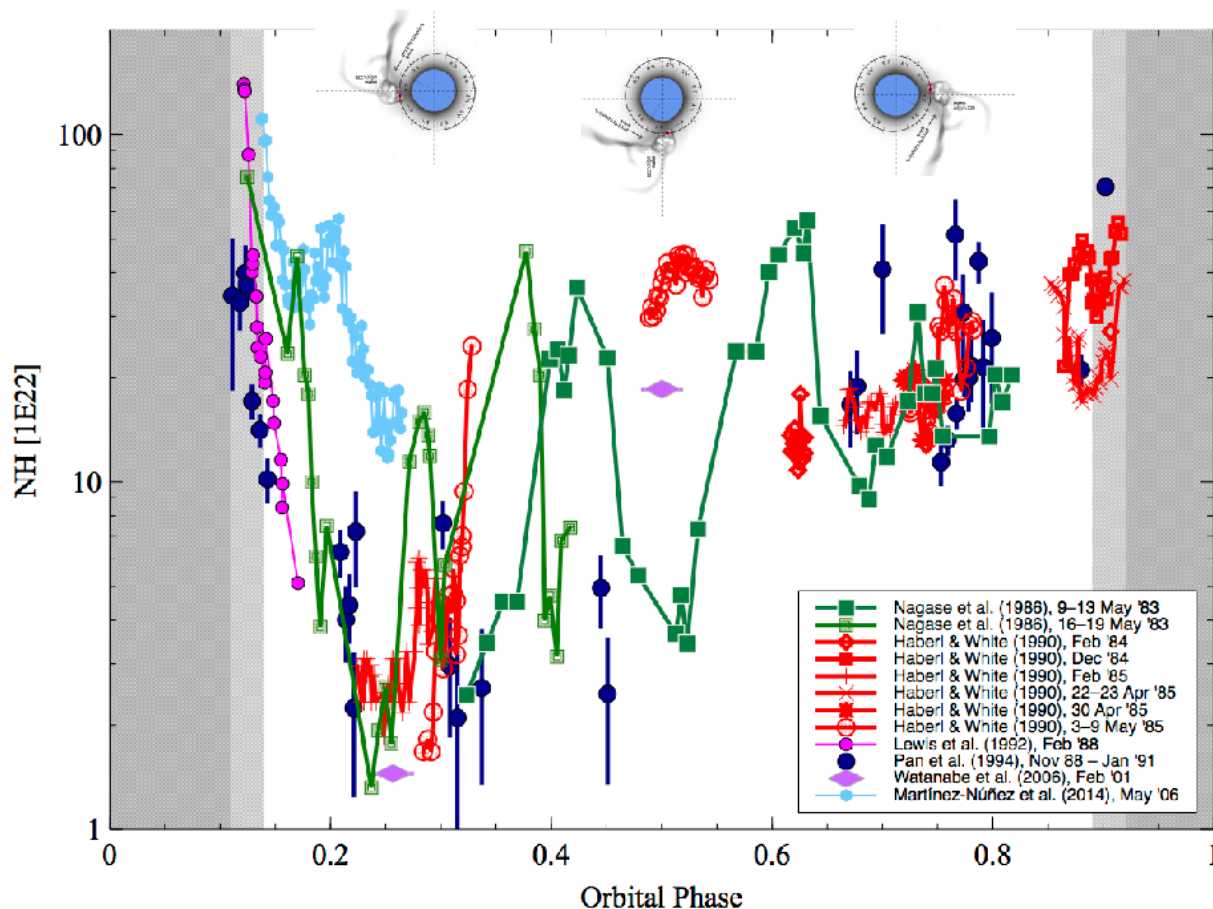 100
10
1
NH [1E22]
0
0.2
0.4
0.6
0.8
1
Orbital Phase
Nagase et al. (1986), 9–13 May '83
Nagase et al. (1986), 16–19 May '83
Haberl & White (1990), Feb '84
Haberl & White (1990), Dec '84
Haberl & White (1990), Feb '85
Haberl & White (1990), 22–23 Apr '85
Haberl & White (1990), 30 Apr '85
Haberl & White (1990), 3–9 May '85
Lewis et al. (1992), Feb '88
Pan et al. (1994), Nov 88 – Jan '91
Watanabe et al. (2006), Feb '01
Martínez-Núñez et al. (2014), May '06